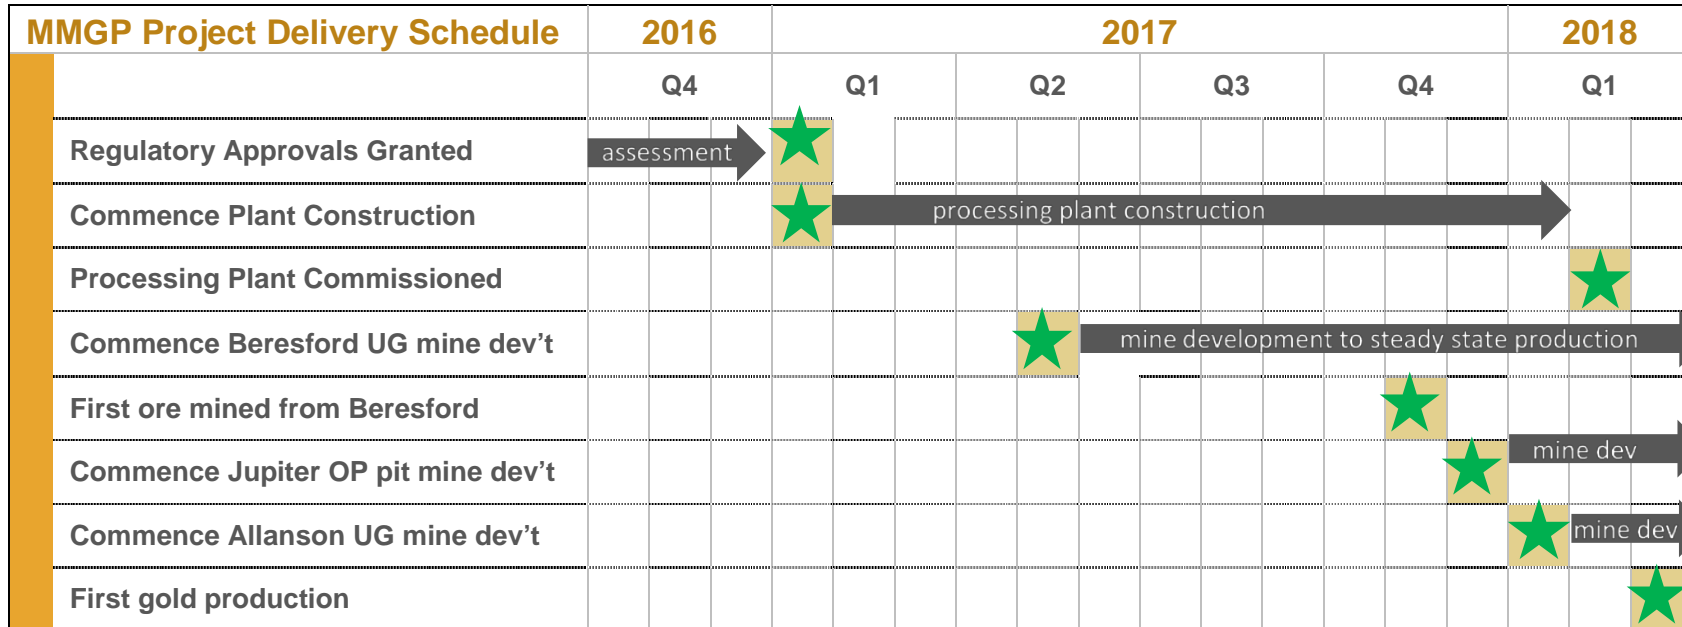 MMGP Project Delivery Schedule 2016 2017 2018
Q4 Q1 Q2 Q3 Q4 Q1
Regulatory Approvals Granted assessment
Commence Plant Construction processing plant construction
Processing Plant Commissioned
Commence Beresford UG mine dev’t mine development to steady state production
First ore mined from Beresford
Commence Jupiter OP pit mine dev’t mine dev
Commence Allanson UG mine dev’t mine dev
First gold production